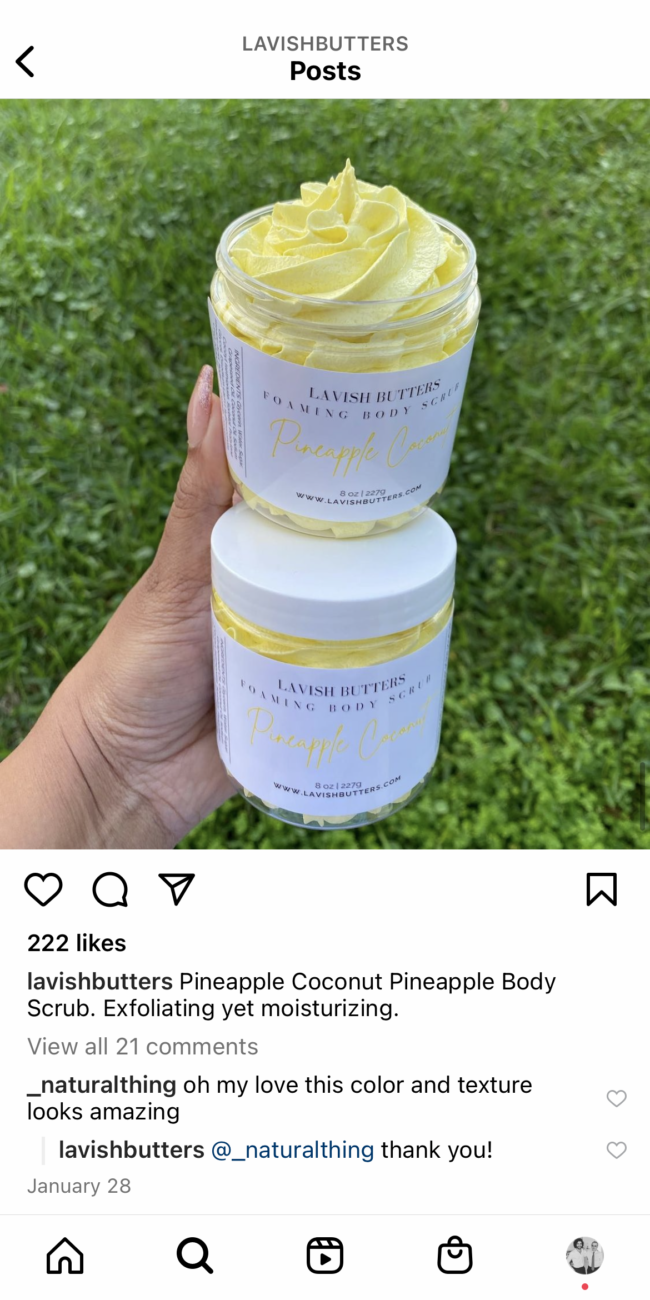 LAVISHBUTTERS
Posts
LAVISH BUTTERS
FOAMING BODY SCRUB
Pineapple Coconut
8 oz | 227g
WWW.LAVISHBUTTERS.COM
LAVISH BUTTERS
FOAMING BODY SCRUB
Pineapple Coconut
8 oz | 227g
WWW.LAVISHBUTTERS.COM
222 likes
lavishbutters Pineapple Coconut Pineapple Body
Scrub. Exfoliating yet moisturizing.
View all 21 comments
_naturalthing oh my love this color and texture
looks amazing
lavishbutters @_naturalthing thank you!
January 28